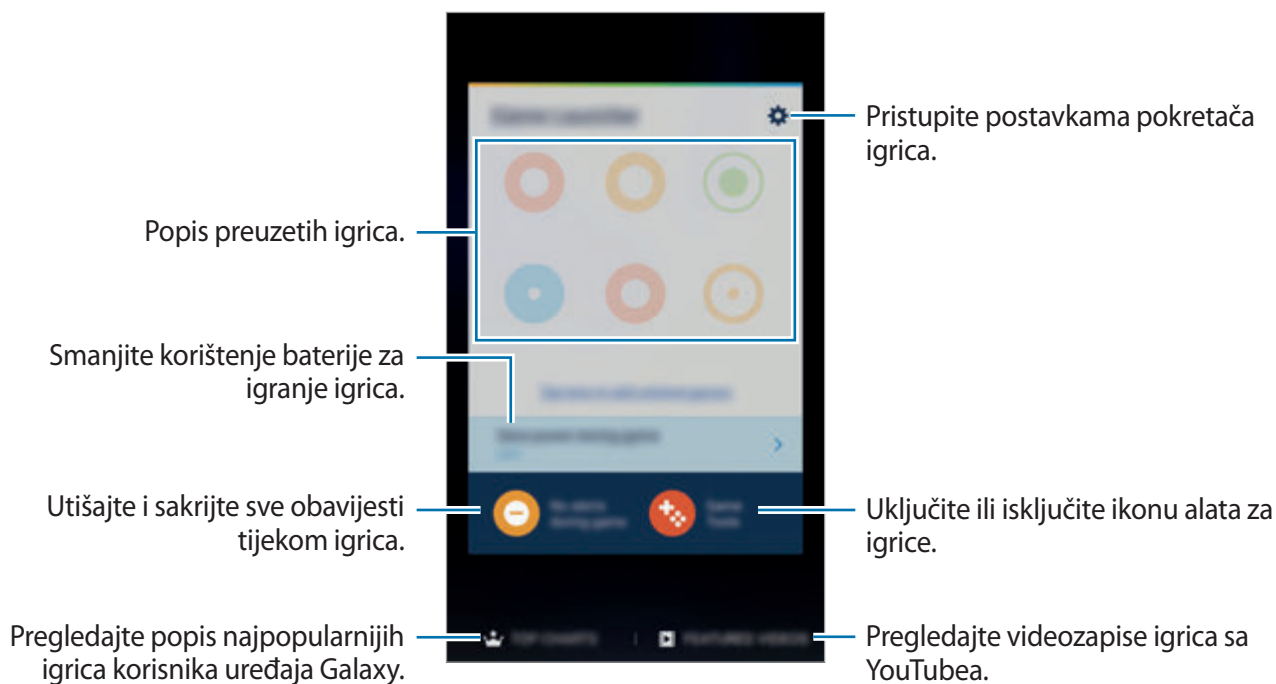 Pristupite postavkama pokretača
igrica.
Popis preuzetih igrica.
Smanjite korištenje baterije za
igranje igrica.
Utišajte i sakrijte sve obavijesti
tijekom igrica.
Uključite ili isključite ikonu alata za
igrice.
Pregledajte popis najpopularnijih
igrica korisnika uređaja Galaxy.
Pregledajte videozapise igrica sa
YouTubea.